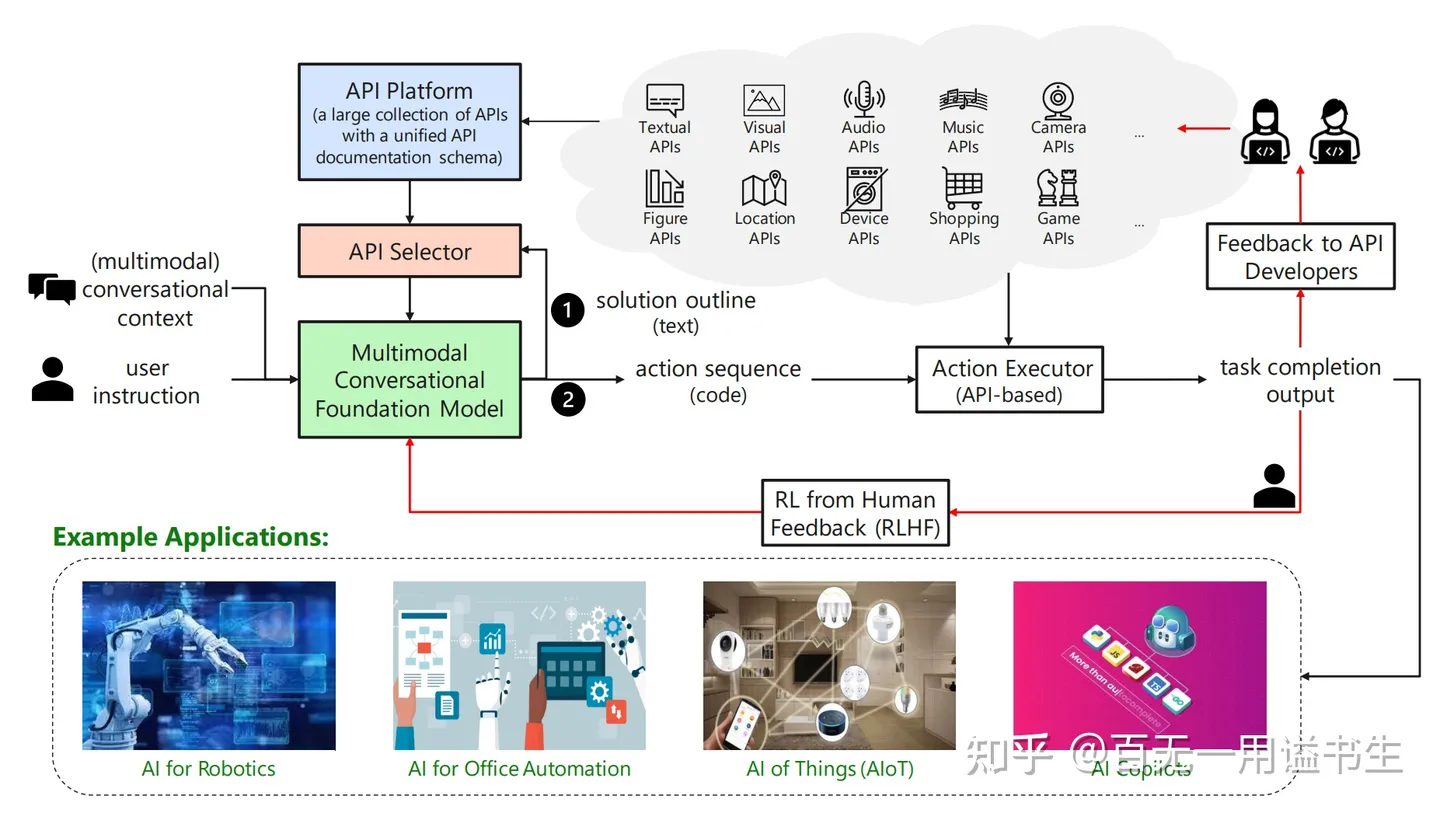 API Platform
(a large collection of APIs
with a unified API
documentation schema)
Textual
APIs
Visual
APIs
Audio
APIs
Music
APIs
Camera
APIs
...
Figure
APIs
Location
APIs
Device
APIs
Shopping
APIs
Game
APIs
...
</>
</>
API Selector
Feedback to API
Developers
(multimodal)
conversational
context
user
instruction
1
solution outline
(text)
Multimodal
Conversational
Foundation Model
2
action sequence
(code)
Action Executor
(API-based)
task completion
output
RL from Human
Feedback (RLHF)
Example Applications:
</>
JS
TS
GO
More than autocomplete
AI for Robotics
AI for Office Automation
AI of Things (AIoT)
AI Copilots
知乎 @百无一用谥书生